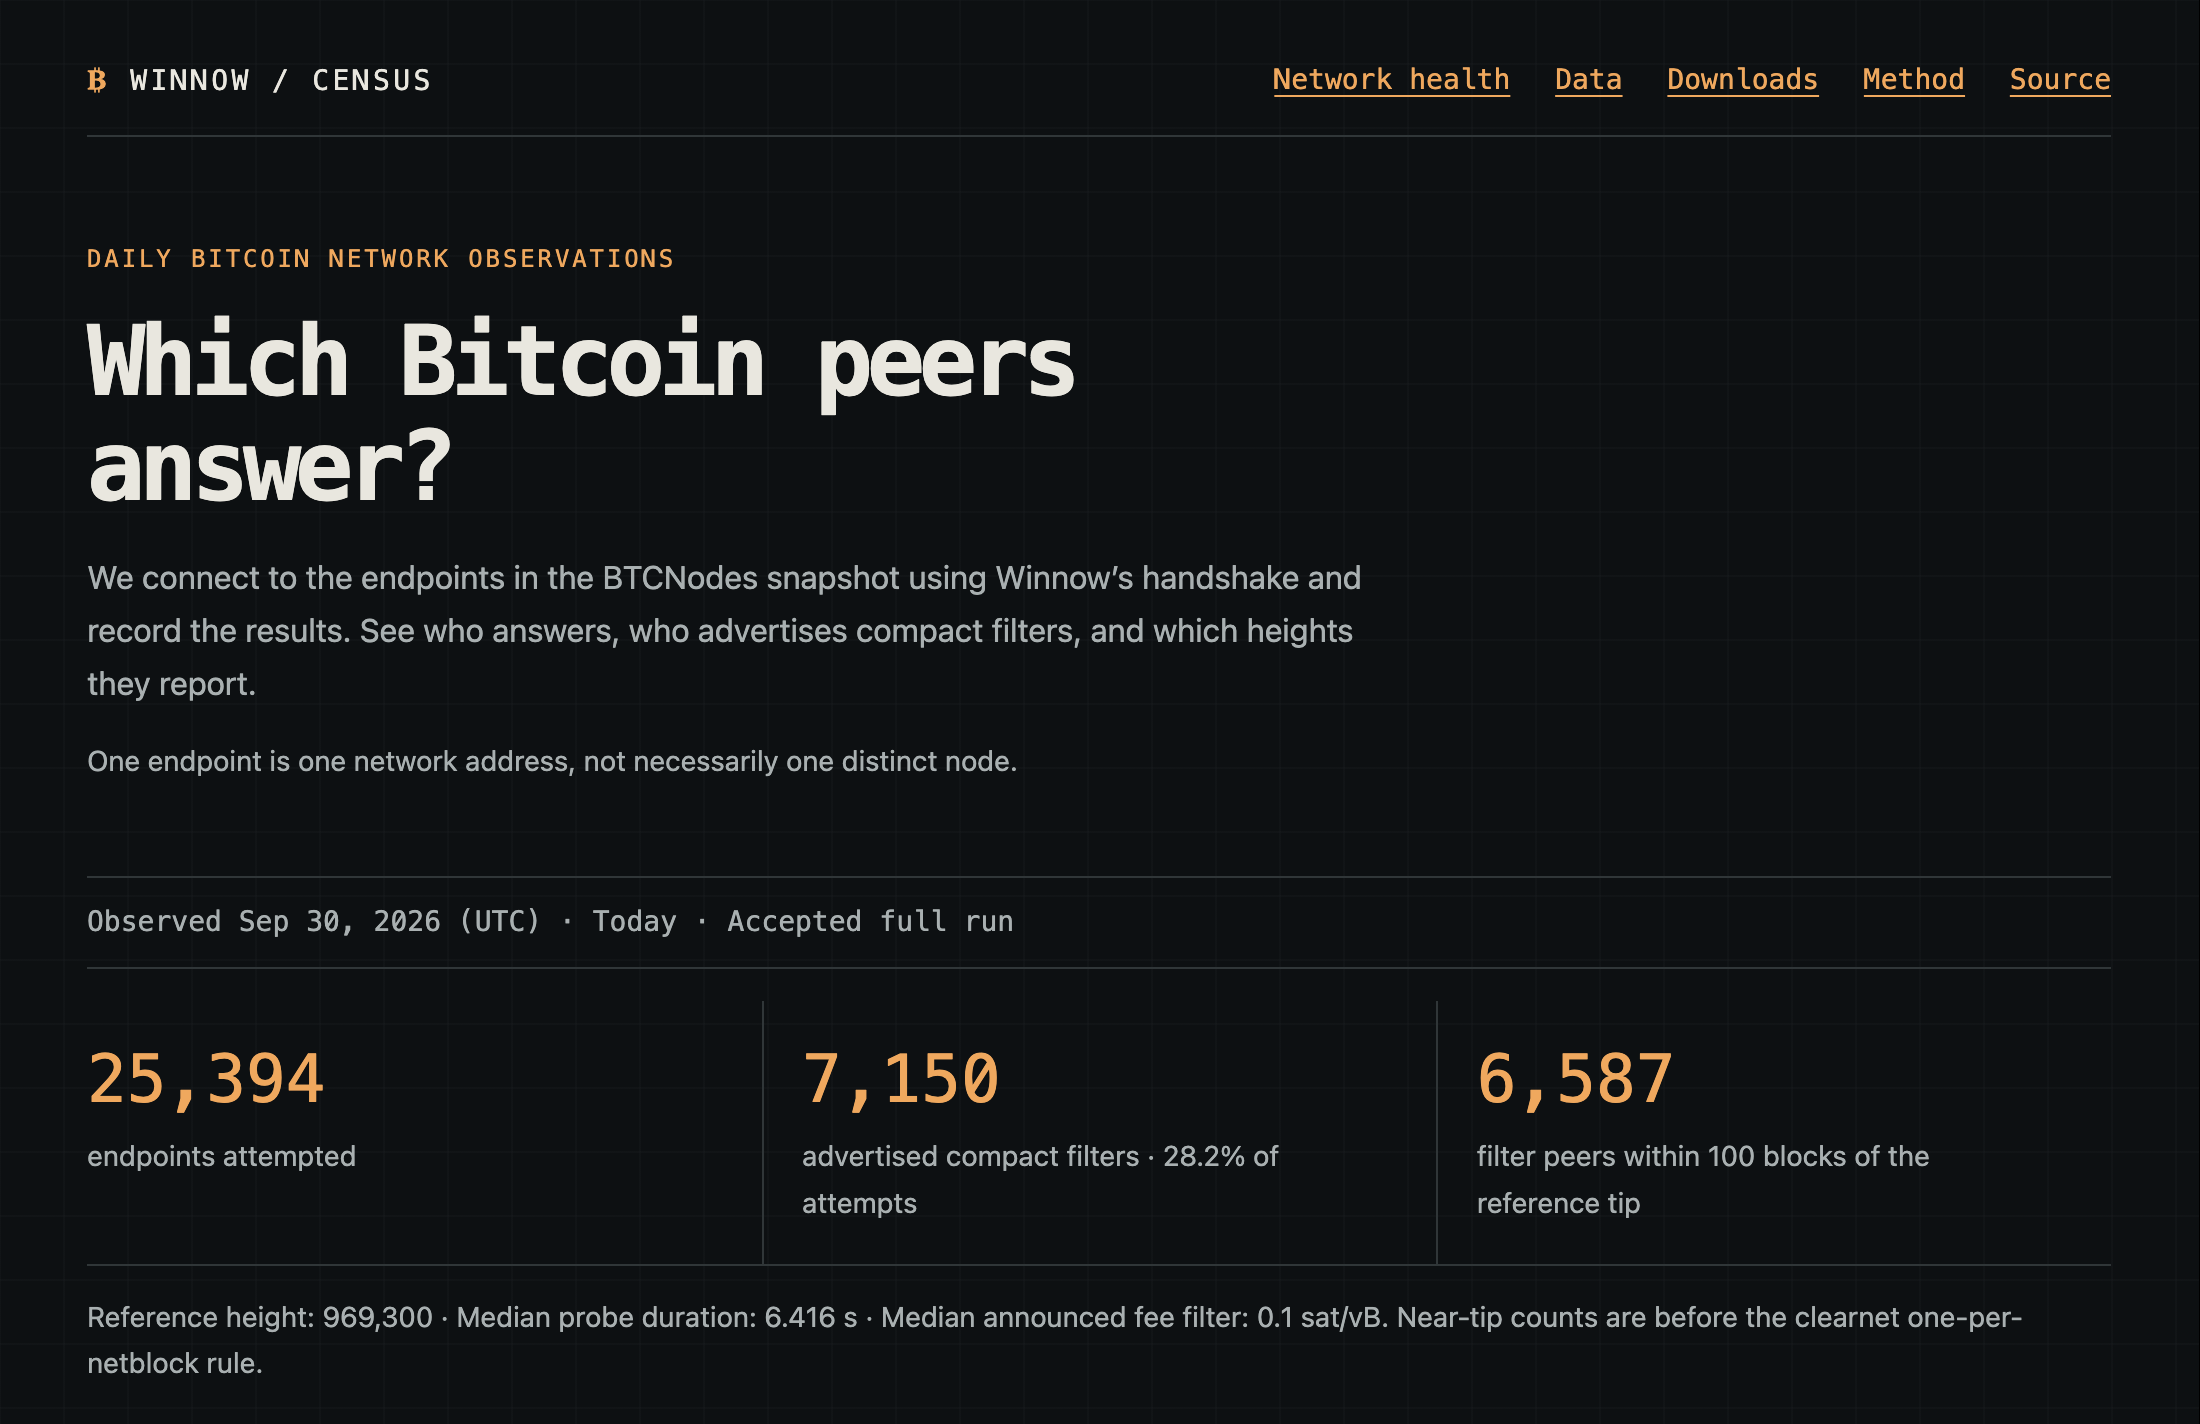 ₿ WINNOW / CENSUS
Network health Data Downloads Method Source
DAILY BITCOIN NETWORK OBSERVATIONS
Which Bitcoin peers
answer?
We connect to the endpoints in the BTCNodes snapshot using Winnow’s handshake and
record the results. See who answers, who advertises compact filters, and which heights
they report.
One endpoint is one network address, not necessarily one distinct node.
Observed Sep 30, 2026 (UTC) · Today · Accepted full run
25,394
endpoints attempted
7,150
advertised compact filters · 28.2% of
attempts
6,587
filter peers within 100 blocks of the
reference tip
Reference height: 969,300 · Median probe duration: 6.416 s · Median announced fee filter: 0.1 sat/vB. Near-tip counts are before the clearnet one-per-
netblock rule.